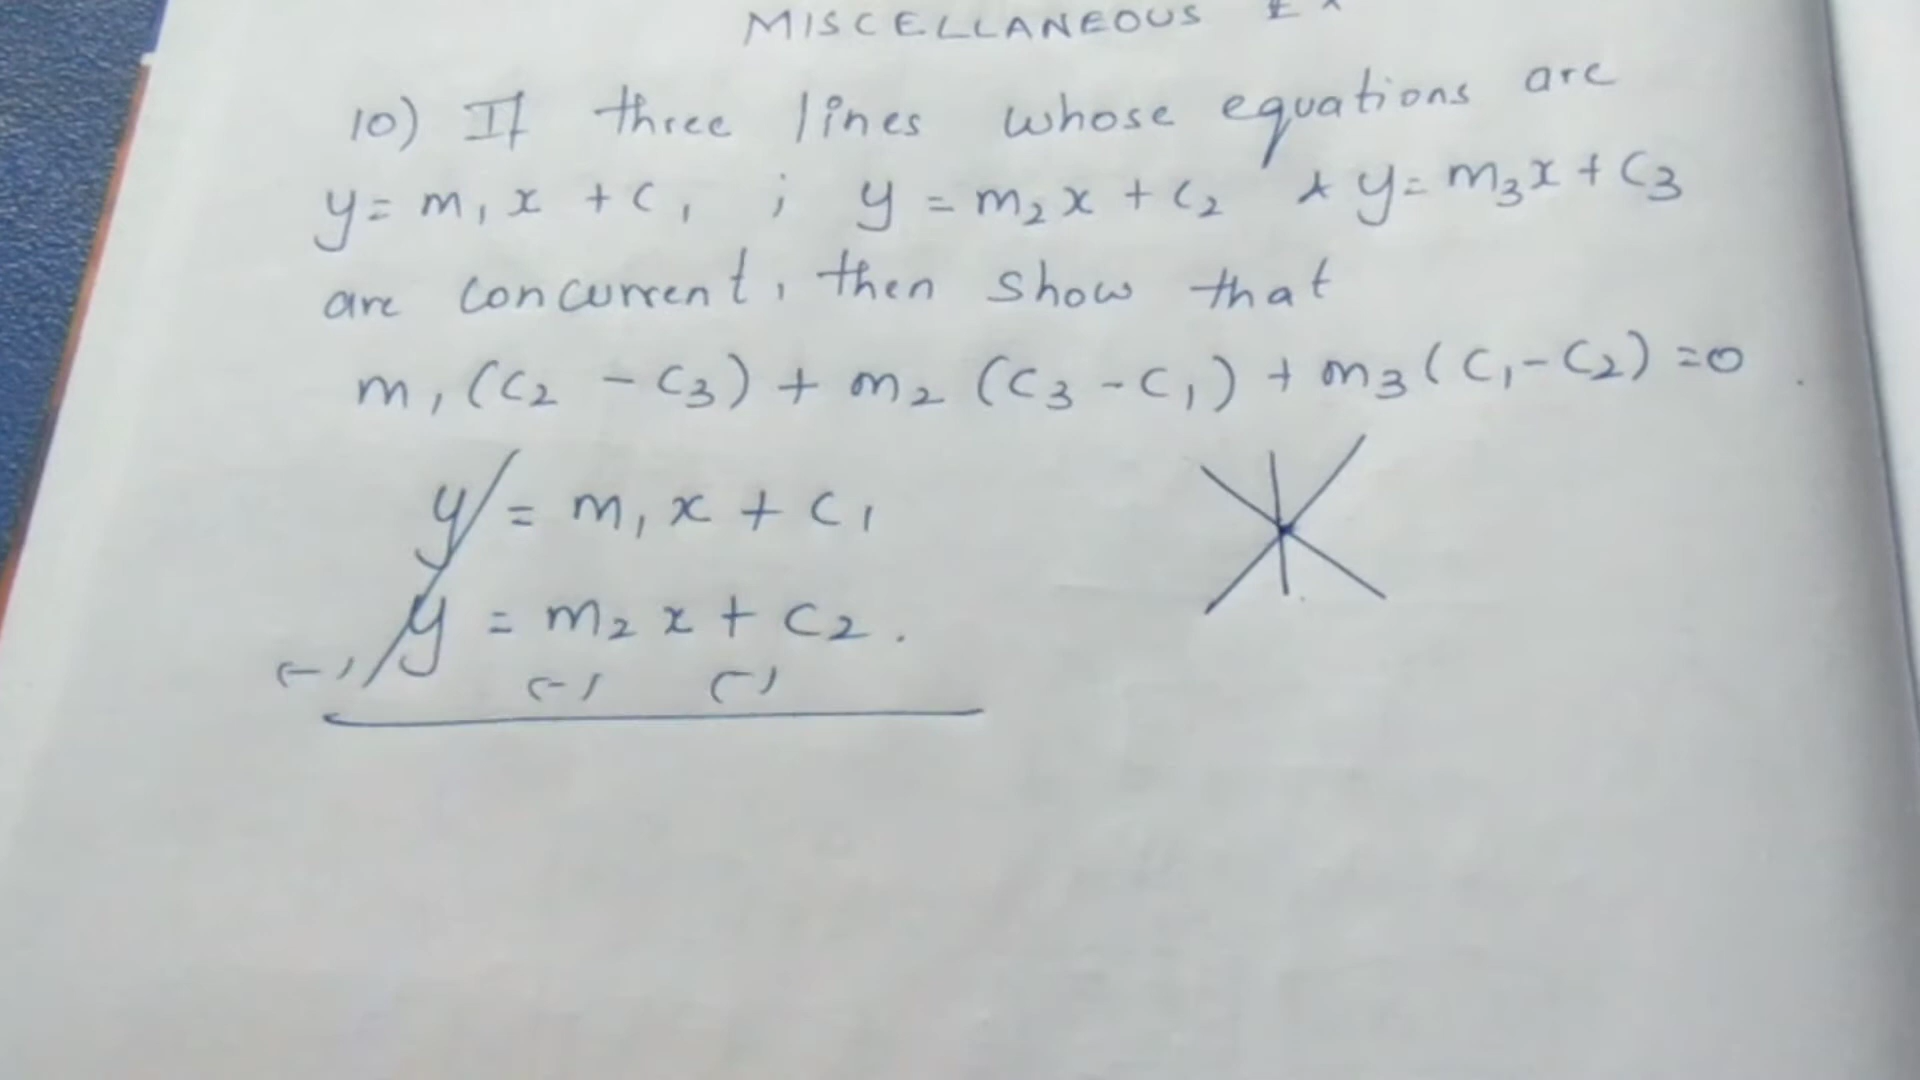 MISCELLANEOUS
10) If three lines whose equations are
y = m₁x + c₁ ; y = m₂x + c₂ & y = m₃x + c₃
are concurrent, then show that
m₁(c₂ - c₃) + m₂(c₃ - c₁) + m₃(c₁ - c₂) = 0.
y = m₁x + c₁
y = m₂x + c₂.
(-) (-) (-)